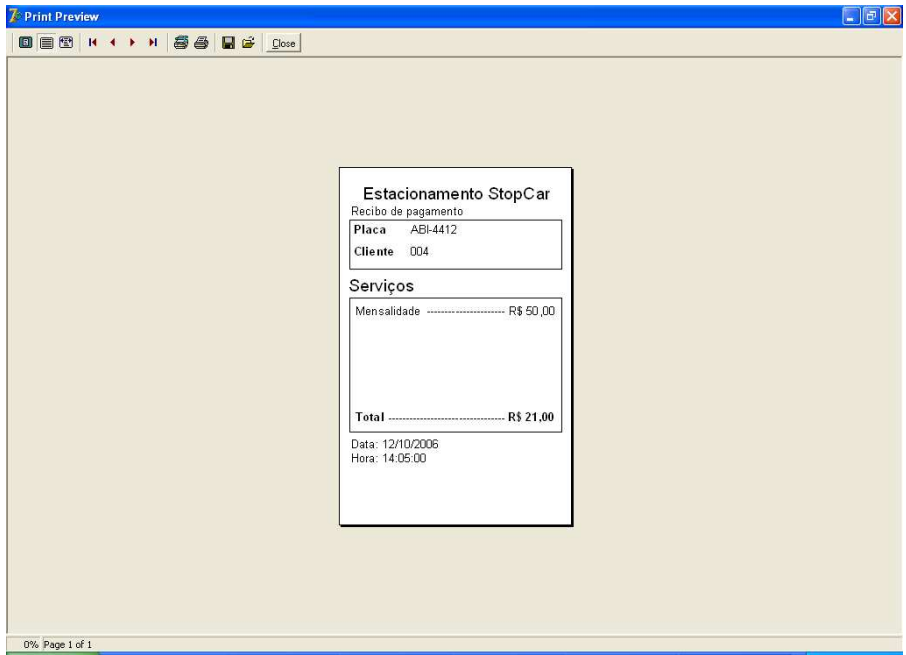 Print Preview
Close
Estacionamento StopCar
Recibo de pagamento
Placa ABI-4412
Cliente 004
Serviços
Mensalidade ---------------------- R$ 50,00
Total --------------------------------- R$ 21,00
Data: 12/10/2006
Hora: 14:05:00
0% Page 1 of 1